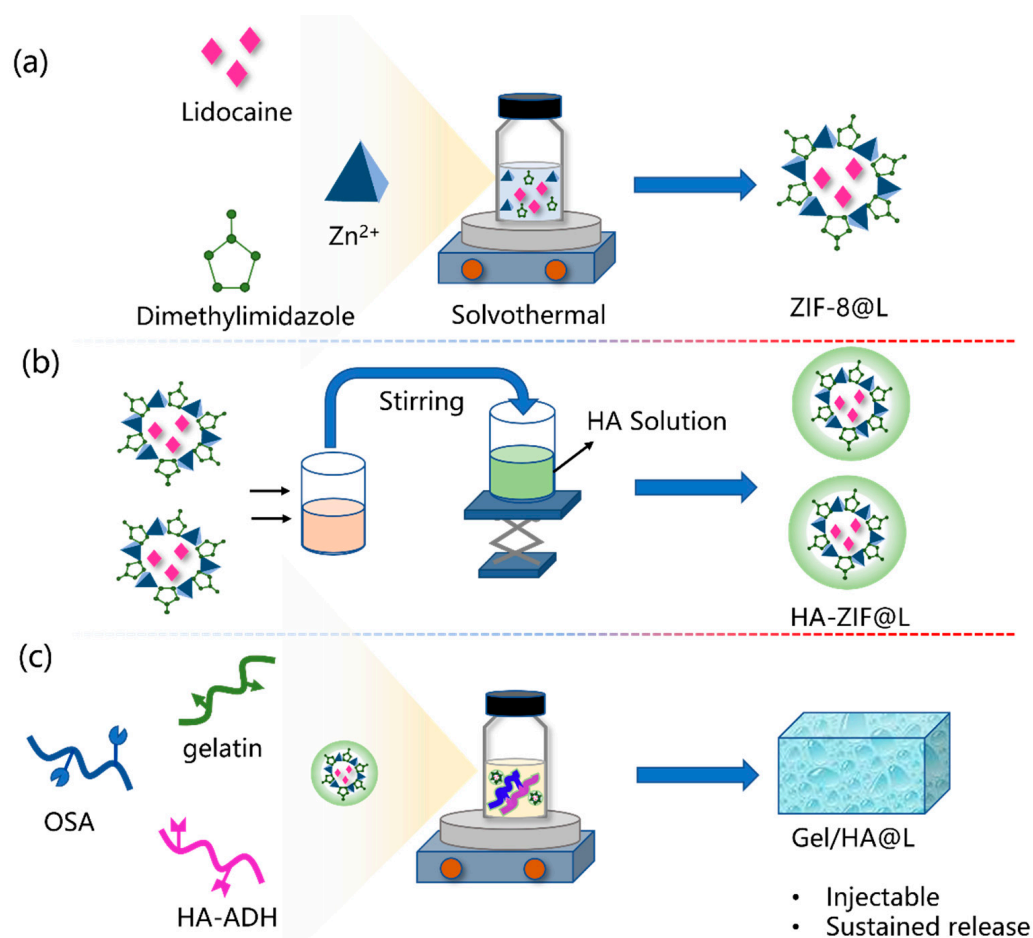 (a)
Lidocaine
Zn²⁺
Dimethylimidazole
Solvothermal
ZIF-8@L
(b)
Stirring
HA Solution
HA-ZIF@L
(c)
gelatin
OSA
HA-ADH
Gel/HA@L
• Injectable
• Sustained release